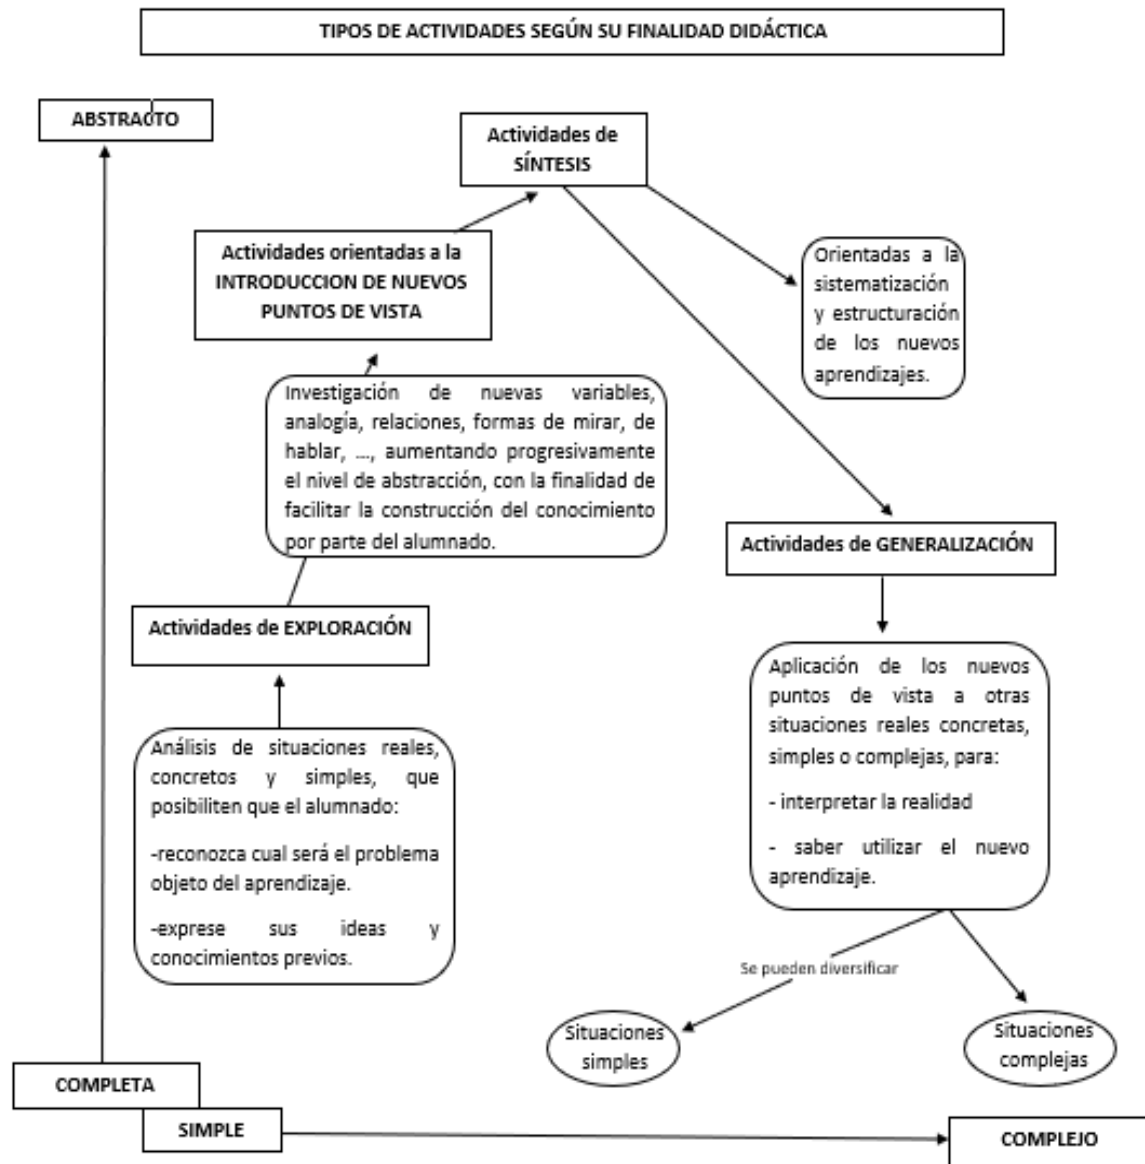 TIPOS DE ACTIVIDADES SEGÚN SU FINALIDAD DIDÁCTICA
ABSTRACTO
Actividades de
SÍNTESIS
Actividades orientadas a la
INTRODUCCION DE NUEVOS
PUNTOS DE VISTA
Orientadas a la
sistematización
y estructuración
de los nuevos
aprendizajes.
Investigación de nuevas variables,
analogía, relaciones, formas de mirar, de
hablar, ..., aumentando progresivamente
el nivel de abstracción, con la finalidad de
facilitar la construcción del conocimiento
por parte del alumnado.
Actividades de GENERALIZACIÓN
Actividades de EXPLORACIÓN
Aplicación de los nuevos
puntos de vista a otras
situaciones reales concretas,
simples o complejas, para:
- interpretar la realidad
- saber utilizar el nuevo
aprendizaje.
Análisis de situaciones reales,
concretos y simples, que
posibiliten que el alumnado:
-reconozca cual será el problema
objeto del aprendizaje.
-exprese sus ideas y
conocimientos previos.
Se pueden diversificar
Situaciones
simples
Situaciones
complejas
COMPLETA
SIMPLE
COMPLEJO